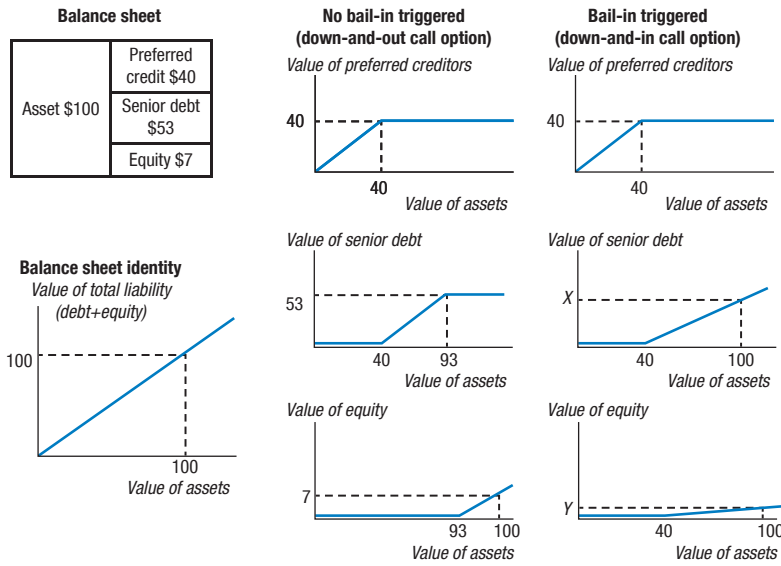 Balance sheet
Asset $100
Preferred
credit $40
Senior debt
$53
Equity $7
Balance sheet identity
Value of total liability
(debt+equity)
100
100
Value of assets
No bail-in triggered
(down-and-out call option)
Value of preferred creditors
40
40
Value of assets
Value of senior debt
53
40
93
Value of assets
Value of equity
7
93
100
Value of assets
Bail-in triggered
(down-and-in call option)
Value of preferred creditors
40
40
Value of assets
Value of senior debt
X
40
100
Value of assets
Value of equity
Y
40
100
Value of assets